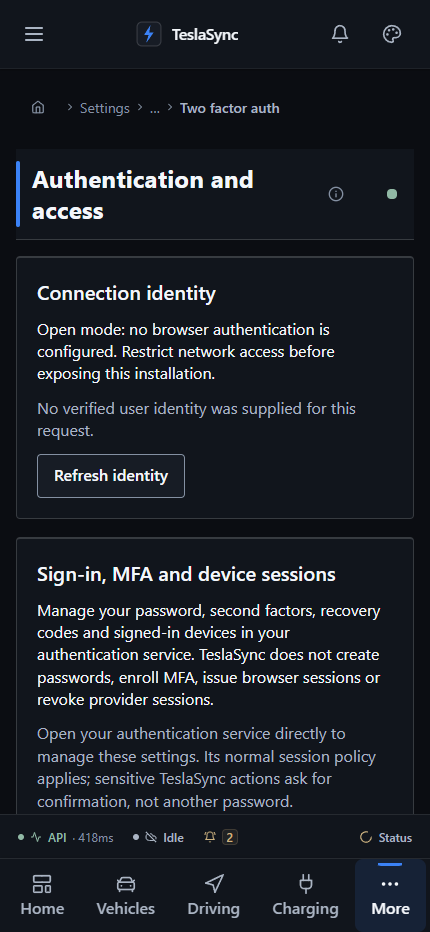 TeslaSync
Settings
...
Two factor auth
Authentication and
access
Connection identity
Open mode: no browser authentication is
configured. Restrict network access before
exposing this installation.
No verified user identity was supplied for this
request.
Refresh identity
Sign-in, MFA and device sessions
Manage your password, second factors, recovery
codes and signed-in devices in your
authentication service. TeslaSync does not create
passwords, enroll MFA, issue browser sessions or
revoke provider sessions.
Open your authentication service directly to
manage these settings. Its normal session policy
applies; sensitive TeslaSync actions ask for
confirmation, not another password.
API · 418ms
Idle
2
Status
Home
Vehicles
Driving
Charging
More